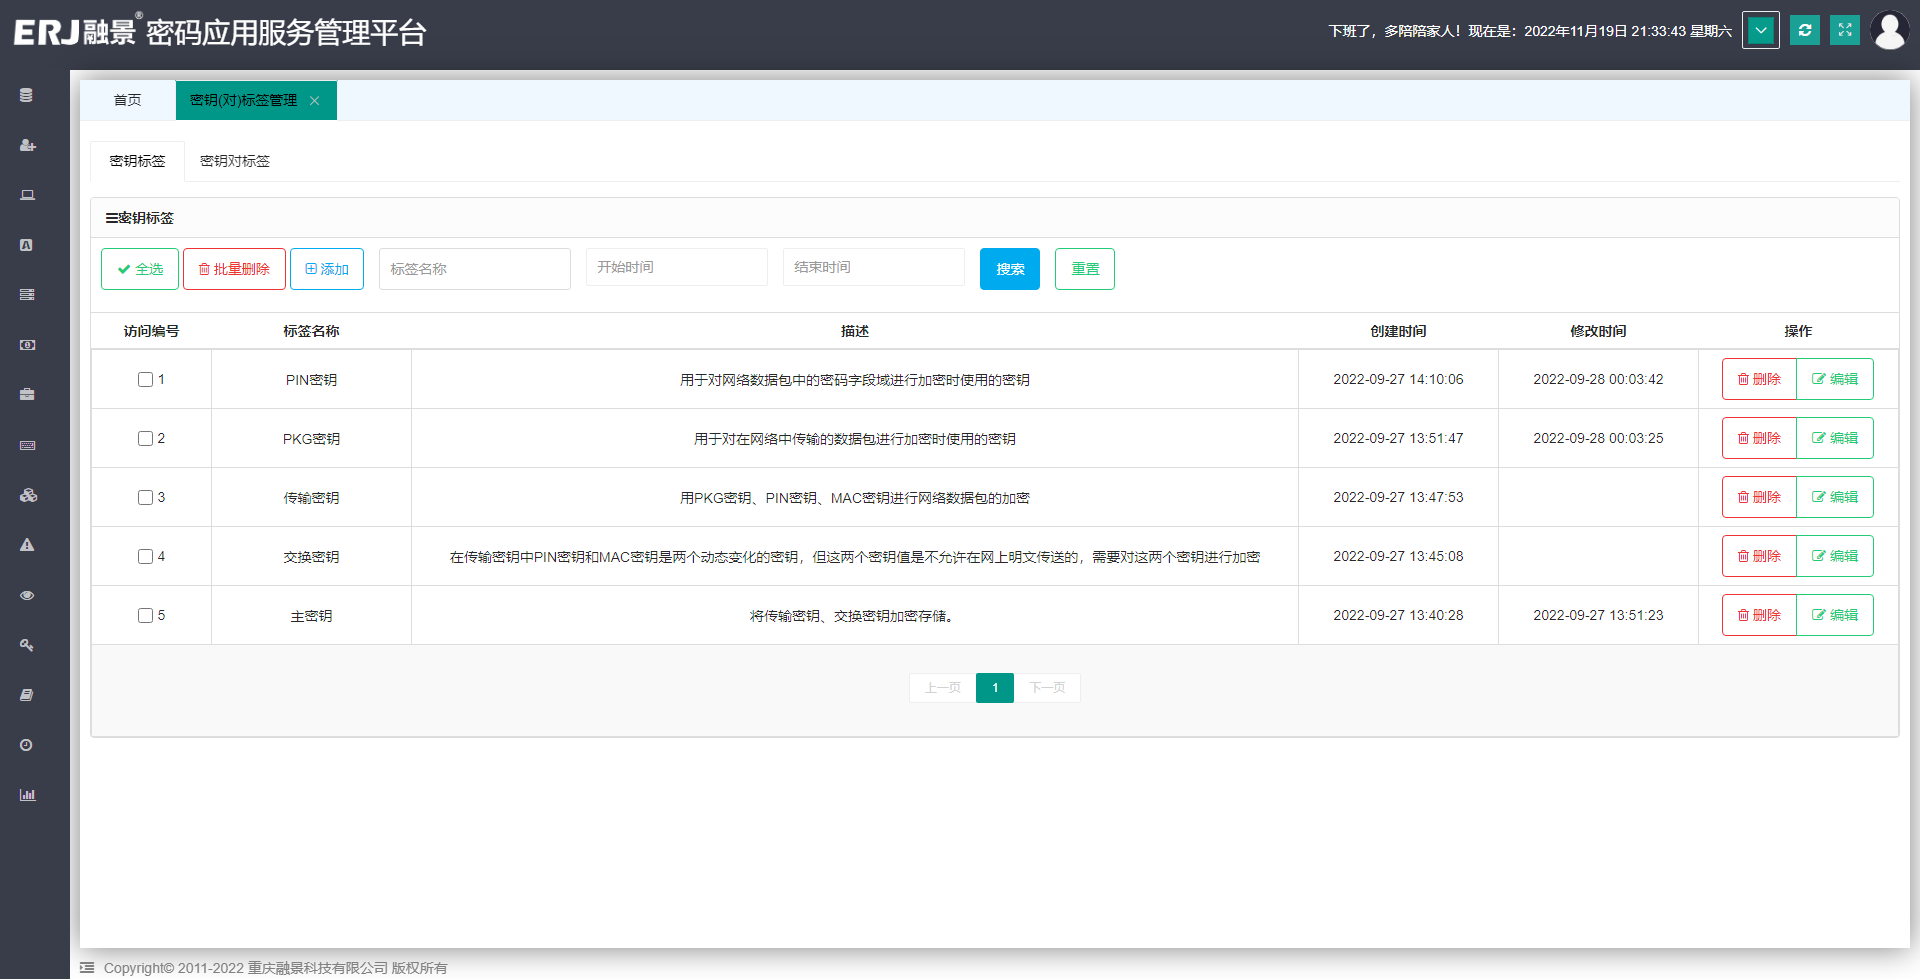 ERJ融景® 密码应用服务管理平台
下班了，多陪陪家人！现在是：2022年11月19日 21:33:43 星期六
首页 密钥(对)标签管理
密钥标签 密钥对标签
密钥标签
全选 批量删除 添加 标签名称 开始时间 结束时间 搜索 重置
访问编号 标签名称 描述 创建时间 修改时间 操作
1 PIN密钥 用于对网络数据包中的密码字段域进行加密时使用的密钥 2022-09-27 14:10:06 2022-09-28 00:03:42 删除 编辑
2 PKG密钥 用于对在网络中传输的数据包进行加密时使用的密钥 2022-09-27 13:51:47 2022-09-28 00:03:25 删除 编辑
3 传输密钥 用PKG密钥、PIN密钥、MAC密钥进行网络数据包的加密 2022-09-27 13:47:53 删除 编辑
4 交换密钥 在传输密钥中PIN密钥和MAC密钥是两个动态变化的密钥，但这两个密钥值是不允许在网上明文传送的，需要对这两个密钥进行加密 2022-09-27 13:45:08 删除 编辑
5 主密钥 将传输密钥、交换密钥加密存储。 2022-09-27 13:40:28 2022-09-27 13:51:23 删除 编辑
上一页 1 下一页
Copyright© 2011-2022 重庆融景科技有限公司 版权所有